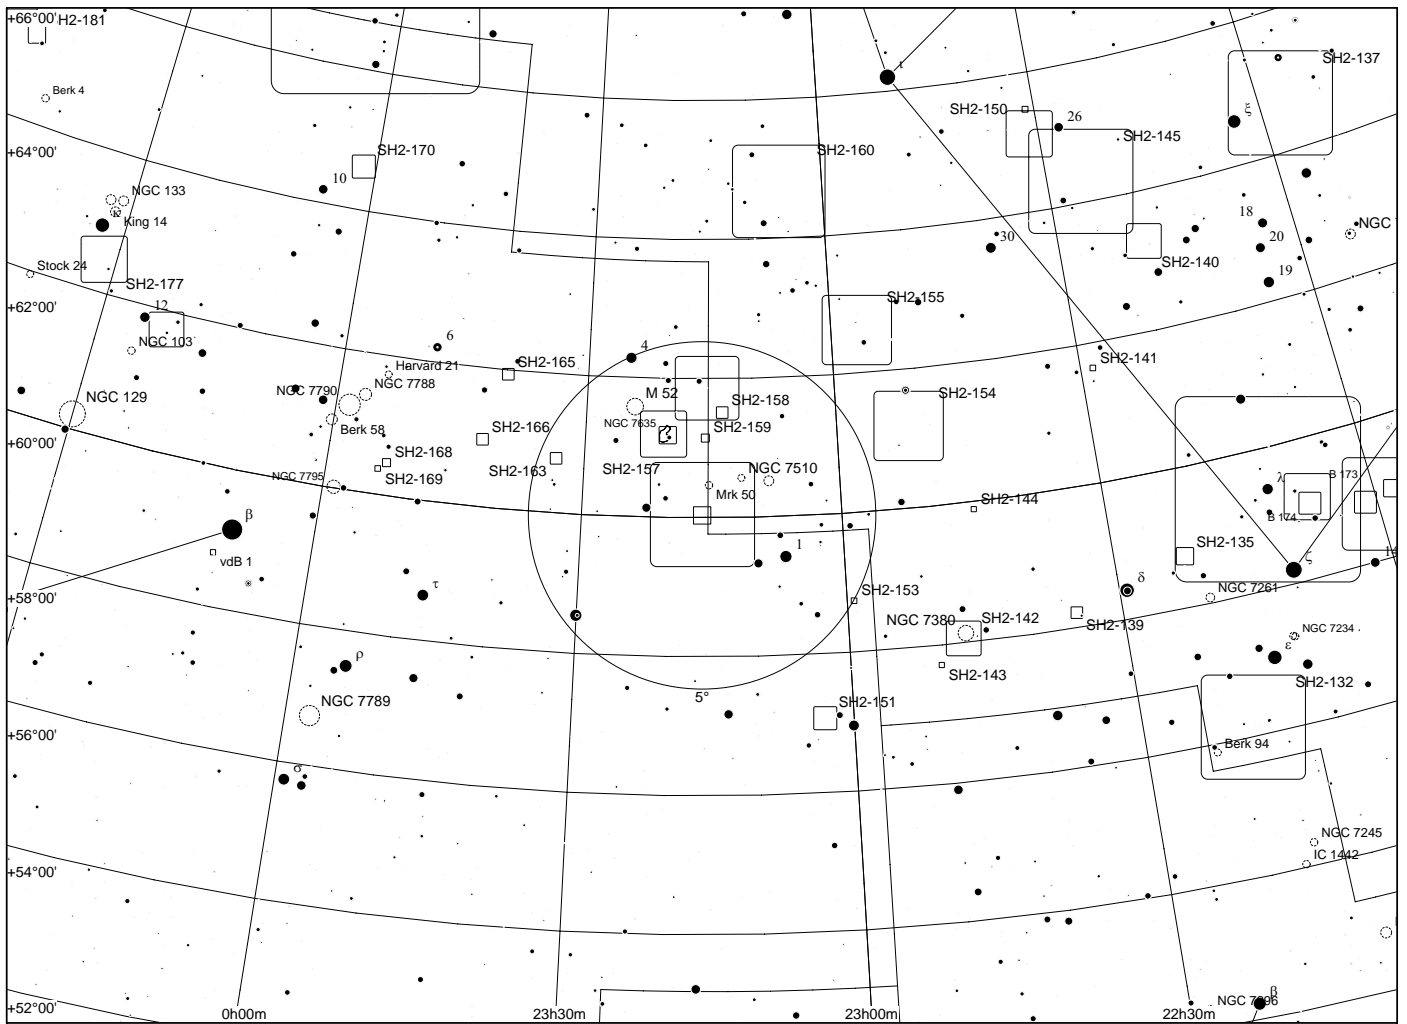 +66°00'
H2-181
ι
SH2-137
Berk 4
SH2-150
26
ξ
SH2-145
+64°00'
SH2-170
SH2-160
10
NGC 133
κ
King 14
18
30
20
NGC
Stock 24
SH2-140
SH2-177
19
+62°00'
12
SH2-155
NGC 103
6
4
SH2-165
SH2-141
Harvard 21
NGC 7788
NGC 7790
M 52
SH2-154
NGC 129
SH2-158
NGC 7635
Berk 58
SH2-166
SH2-159
+60°00'
SH2-168
SH2-163
SH2-157
NGC 7510
SH2-169
NGC 7795
Mrk 50
λ
B 173
SH2-144
B 174
β
1
SH2-135
14
ζ
vdB 1
τ
SH2-153
δ
NGC 7261
+58°00'
NGC 7380
SH2-142
SH2-139
NGC 7234
ε
ρ
SH2-143
SH2-132
5°
NGC 7789
SH2-151
+56°00'
Berk 94
σ
NGC 7245
IC 1442
+54°00'
β
+52°00'
0h00m
23h30m
23h00m
22h30m